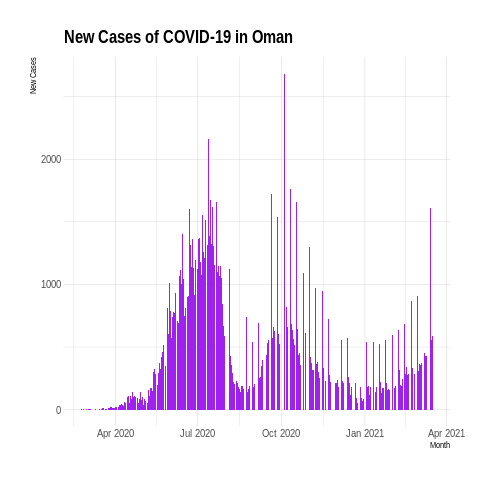 New Cases of COVID-19 in Oman
New Cases
2000
1000
0
Apr 2020
Jul 2020
Oct 2020
Jan 2021
Apr 2021
Month